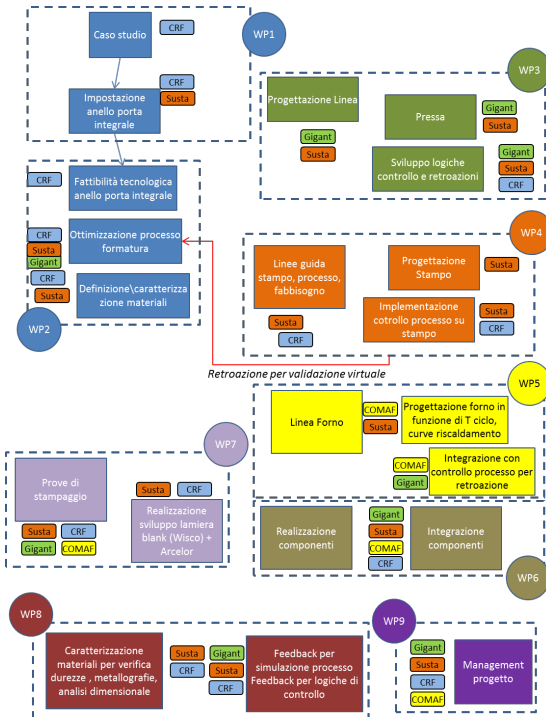 Caso studio
CRF
WP1
CRF
Impostazione
anello porta
integrale
Susta
WP3
Progettazione Linea
Pressa
Gigant
Susta
Gigant
Susta
Sviluppo logiche
controllo e retroazioni
Gigant
Susta
CRF
CRF
Fattibilità tecnologica
anello porta integrale
CRF
Susta
Gigant
Ottimizzazione processo
formatura
CRF
Susta
Definizione\caratterizza
zione materiali
WP2
WP4
Linee guida
stampo, processo,
fabbisogno
Progettazione
Stampo
Susta
Implementazione
cotrollo processo su
stampo
Susta
CRF
Susta
CRF
Retroazione per validazione virtuale
WP5
Linea Forno
COMAF
Susta
Progettazione forno in
funzione di T ciclo,
curve riscaldamento
COMAF
Gigant
Integrazione con
controllo processo per
retroazione
WP7
Prove di
stampaggio
Susta
CRF
Susta
CRF
Gigant
COMAF
Realizzazione
sviluppo lamiera
blank (Wisco) +
Arcelor
Realizzazione
componenti
Gigant
Susta
COMAF
CRF
Integrazione
componenti
WP6
WP8
Caratterizzazione
materiali per verifica
durezze , metallografie,
analisi dimensionale
Susta
Gigant
CRF
Susta
CRF
Feedback per
simulazione processo
Feedback per logiche di
controllo
WP9
Gigant
Susta
CRF
COMAF
Management
progetto